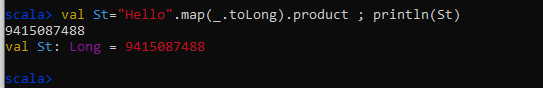 scala> val St="Hello".map(_.toLong).product ; println(St)
9415087488
val St: Long = 9415087488
scala>